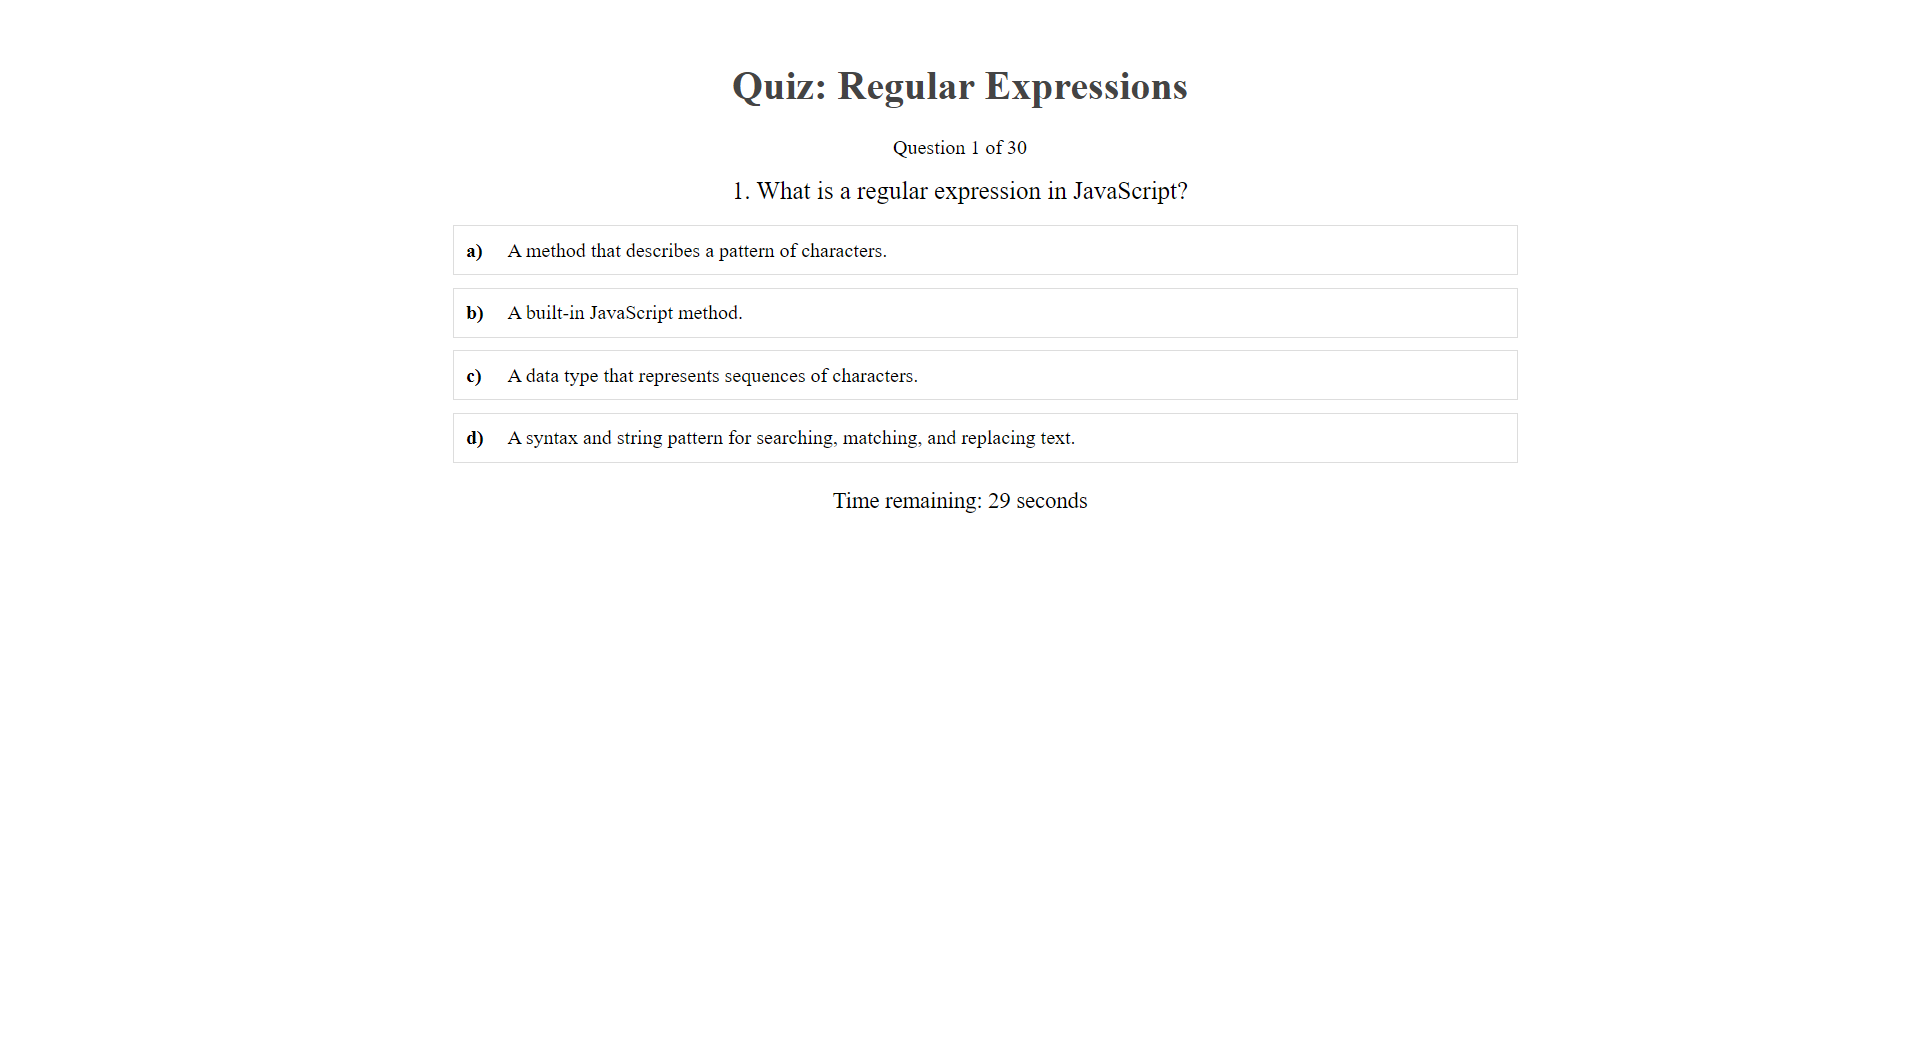 Quiz: Regular Expressions
Question 1 of 30
1. What is a regular expression in JavaScript?
a) A method that describes a pattern of characters.
b) A built-in JavaScript method.
c) A data type that represents sequences of characters.
d) A syntax and string pattern for searching, matching, and replacing text.
Time remaining: 29 seconds